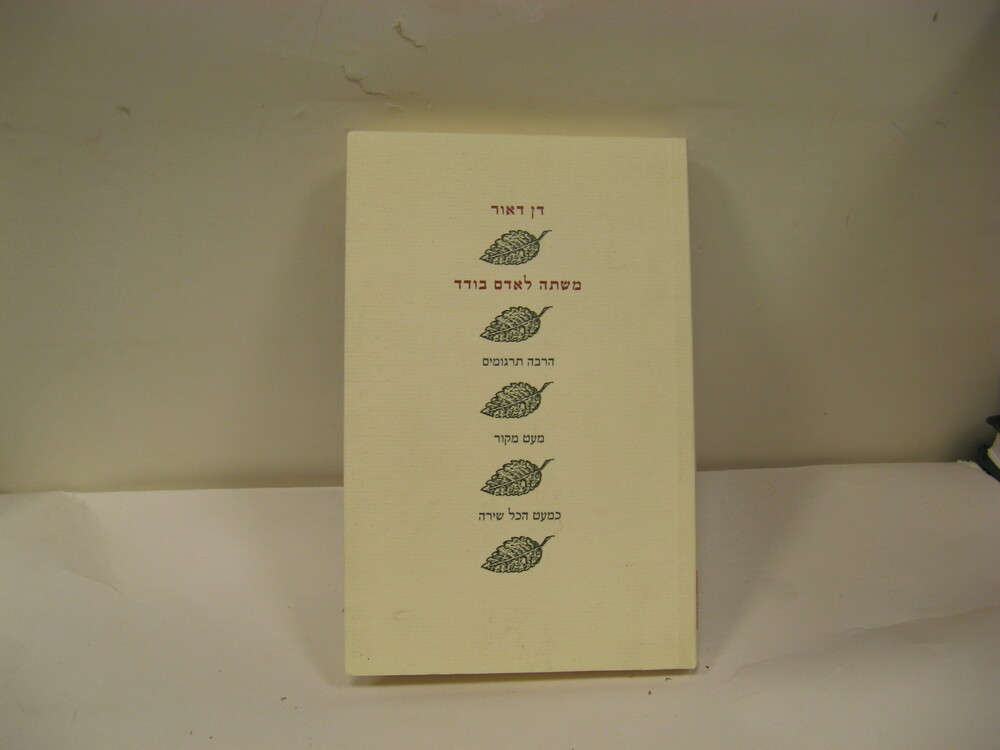 דן דאור
משתה לאדם בודד
הרבה תרגומים
מעט מקור
כמעט הכל שירה